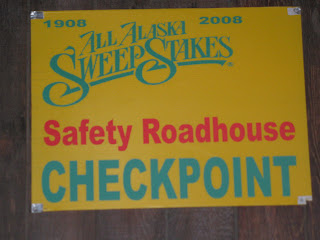 1908 2008
ALL ALASKA
SWEEPSTAKES®
Safety Roadhouse
CHECKPOINT